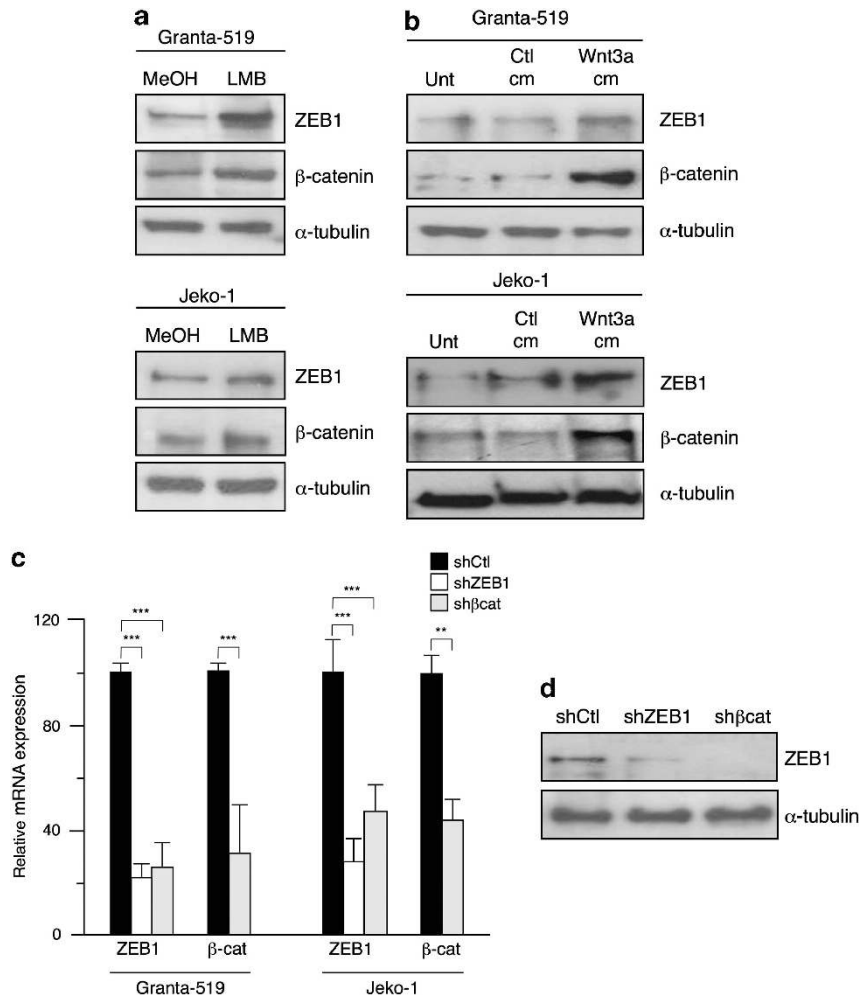 a
Granta-519
MeOH LMB
ZEB1
β-catenin
α-tubulin
Jeko-1
MeOH LMB
ZEB1
β-catenin
α-tubulin
b
Granta-519
Unt Ctl cm Wnt3a cm
ZEB1
β-catenin
α-tubulin
Jeko-1
Unt Ctl cm Wnt3a cm
ZEB1
β-catenin
α-tubulin
c
shCtl
shZEB1
shβcat
Relative mRNA expression
120
80
40
0
***
***
***
***
***
**
ZEB1 β-cat ZEB1 β-cat
Granta-519 Jeko-1
d
shCtl shZEB1 shβcat
ZEB1
α-tubulin